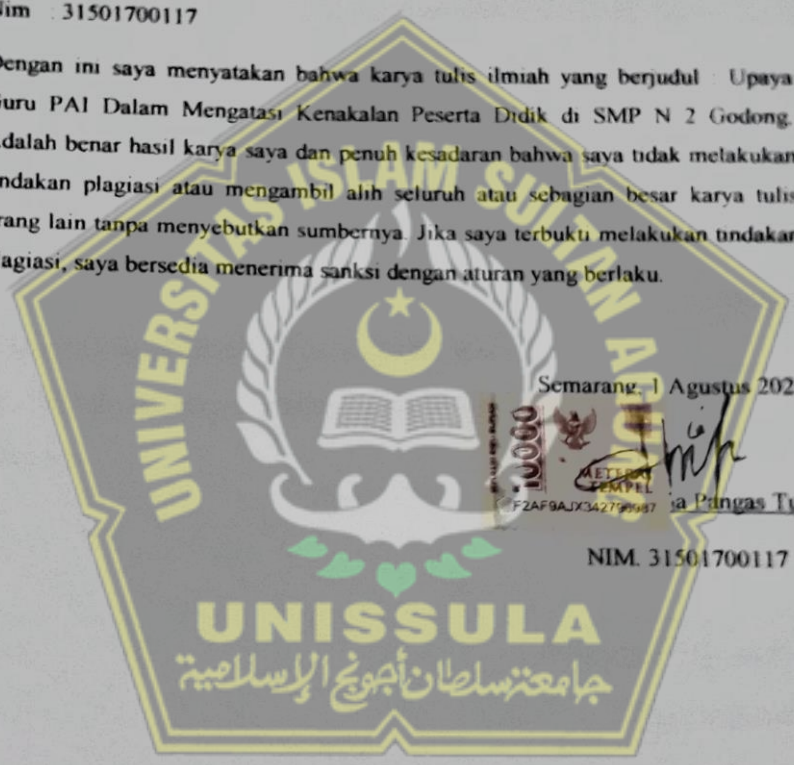 Nim : 31501700117
Dengan ini saya menyatakan bahwa karya tulis ilmiah yang berjudul : Upaya
Guru PAI Dalam Mengatasi Kenakalan Peserta Didik di SMP N 2 Godong.
Adalah benar hasil karya saya dan penuh kesadaran bahwa saya tidak melakukan
tindakan plagiasi atau mengambil alih seluruh atau sebagian besar karya tulis
orang lain tanpa menyebutkan sumbernya. Jika saya terbukti melakukan tindakan
plagiasi, saya bersedia menerima sanksi dengan aturan yang berlaku.
UNIVERSITAS ISLAM SULTAN AGUNG
Semarang, 1 Agustus 202
10000
METERAI
TEMPEL
Pangas
NIM. 31501700117
UNISSULA
جامعة سلطان أجونج الإسلامية